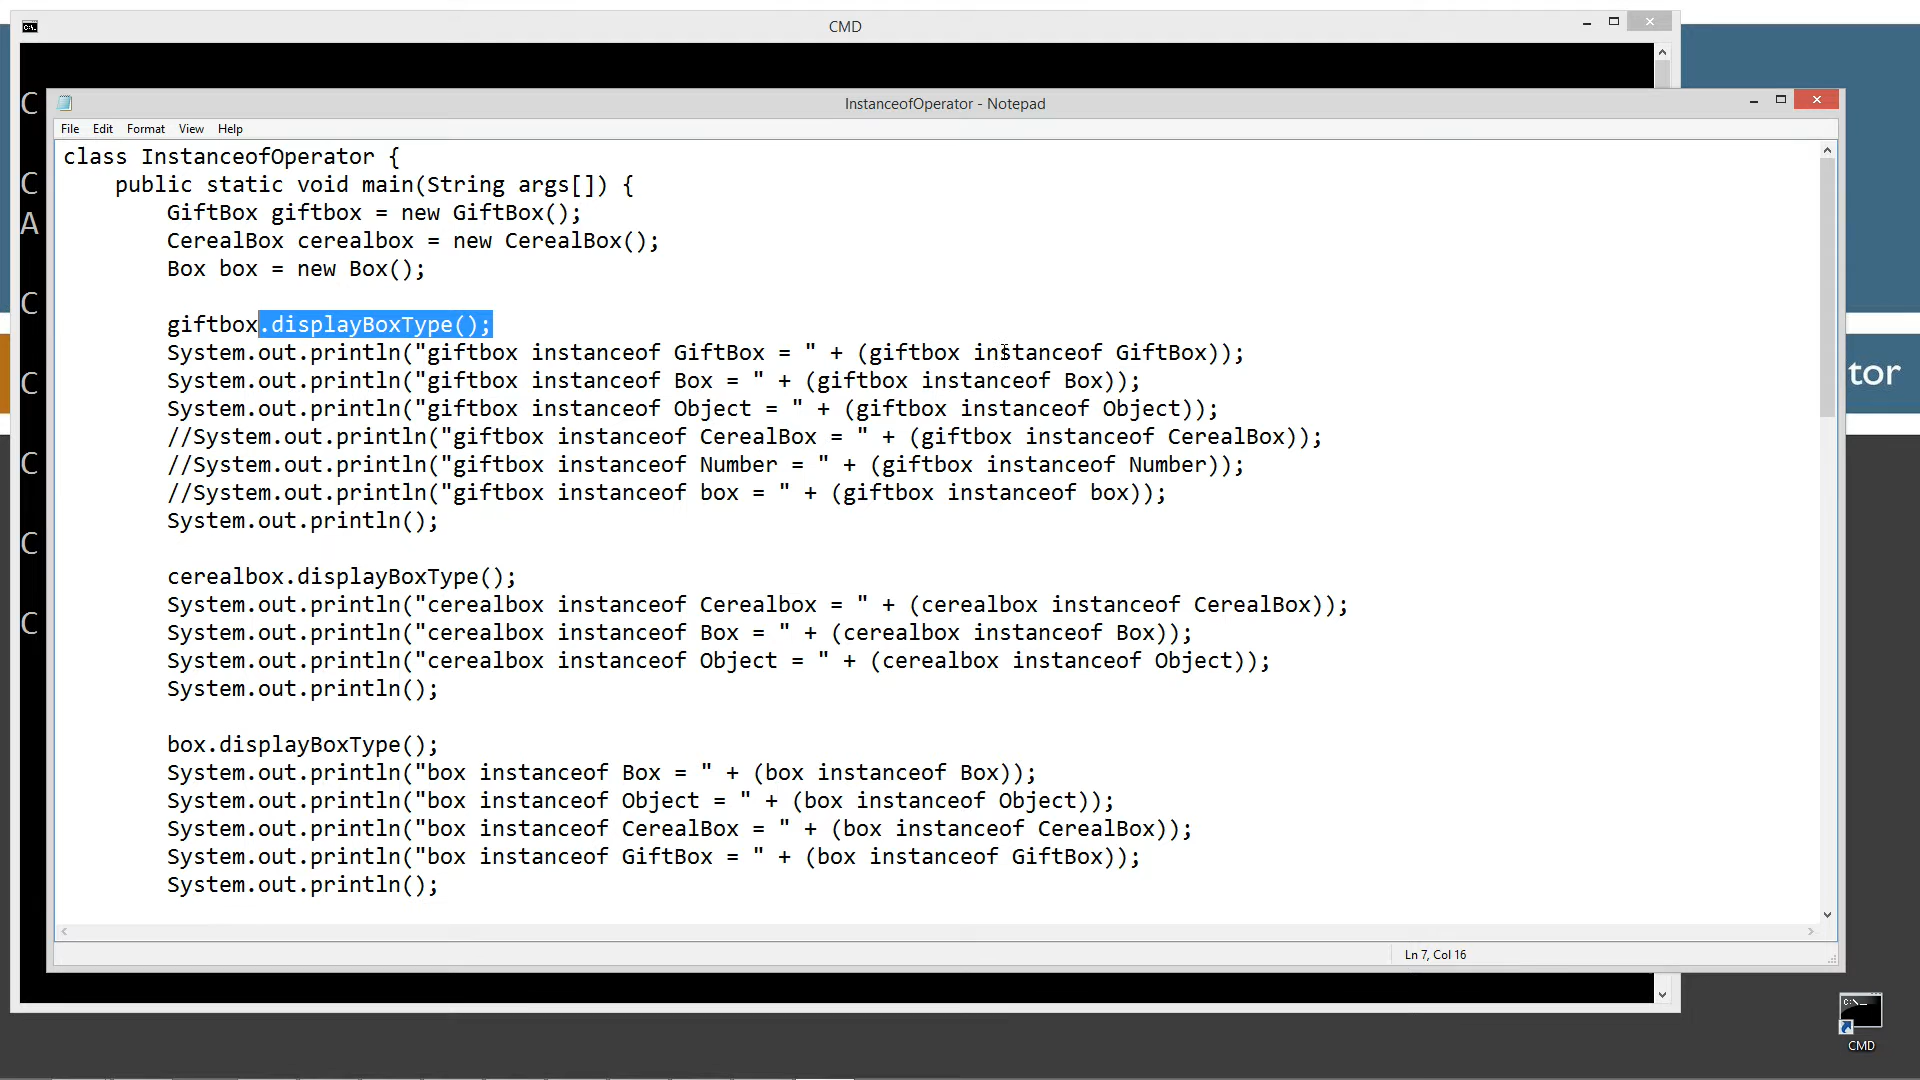 CMD
C
InstanceofOperator - Notepad
File Edit Format View Help
class InstanceofOperator {
    public static void main(String args[]) {
        GiftBox giftbox = new GiftBox();
        CerealBox cerealbox = new CerealBox();
        Box box = new Box();
        giftbox.displayBoxType();
        System.out.println("giftbox instanceof GiftBox = " + (giftbox instanceof GiftBox));
        System.out.println("giftbox instanceof Box = " + (giftbox instanceof Box));
        System.out.println("giftbox instanceof Object = " + (giftbox instanceof Object));
        //System.out.println("giftbox instanceof CerealBox = " + (giftbox instanceof CerealBox));
        //System.out.println("giftbox instanceof Number = " + (giftbox instanceof Number));
        //System.out.println("giftbox instanceof box = " + (giftbox instanceof box));
        System.out.println();
        cerealbox.displayBoxType();
        System.out.println("cerealbox instanceof Cerealbox = " + (cerealbox instanceof CerealBox));
        System.out.println("cerealbox instanceof Box = " + (cerealbox instanceof Box));
        System.out.println("cerealbox instanceof Object = " + (cerealbox instanceof Object));
        System.out.println();
        box.displayBoxType();
        System.out.println("box instanceof Box = " + (box instanceof Box));
        System.out.println("box instanceof Object = " + (box instanceof Object));
        System.out.println("box instanceof CerealBox = " + (box instanceof CerealBox));
        System.out.println("box instanceof GiftBox = " + (box instanceof GiftBox));
        System.out.println();
Ln 7, Col 16
C
A
C
C
C
C
C
tor
CMD